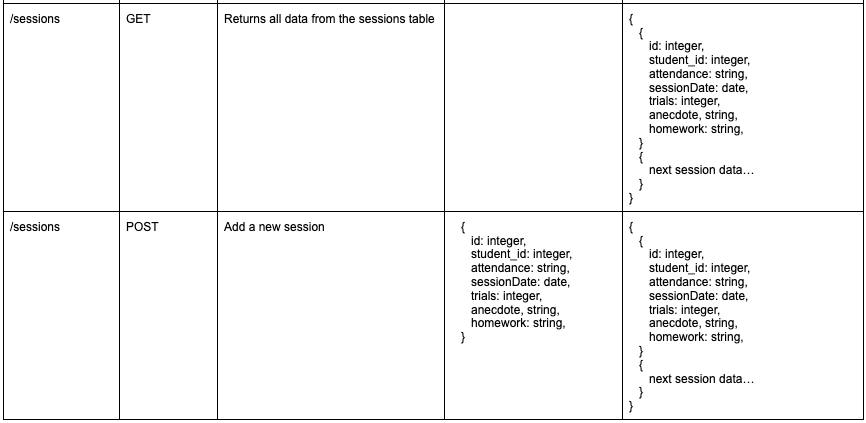 /sessions GET Returns all data from the sessions table {
{
id: integer,
student_id: integer,
attendance: string,
sessionDate: date,
trials: integer,
anecdote, string,
homework: string,
}
{
next session data…
}
}
/sessions POST Add a new session
{
id: integer,
student_id: integer,
attendance: string,
sessionDate: date,
trials: integer,
anecdote, string,
homework: string,
}
{
{
id: integer,
student_id: integer,
attendance: string,
sessionDate: date,
trials: integer,
anecdote, string,
homework: string,
}
{
next session data…
}
}